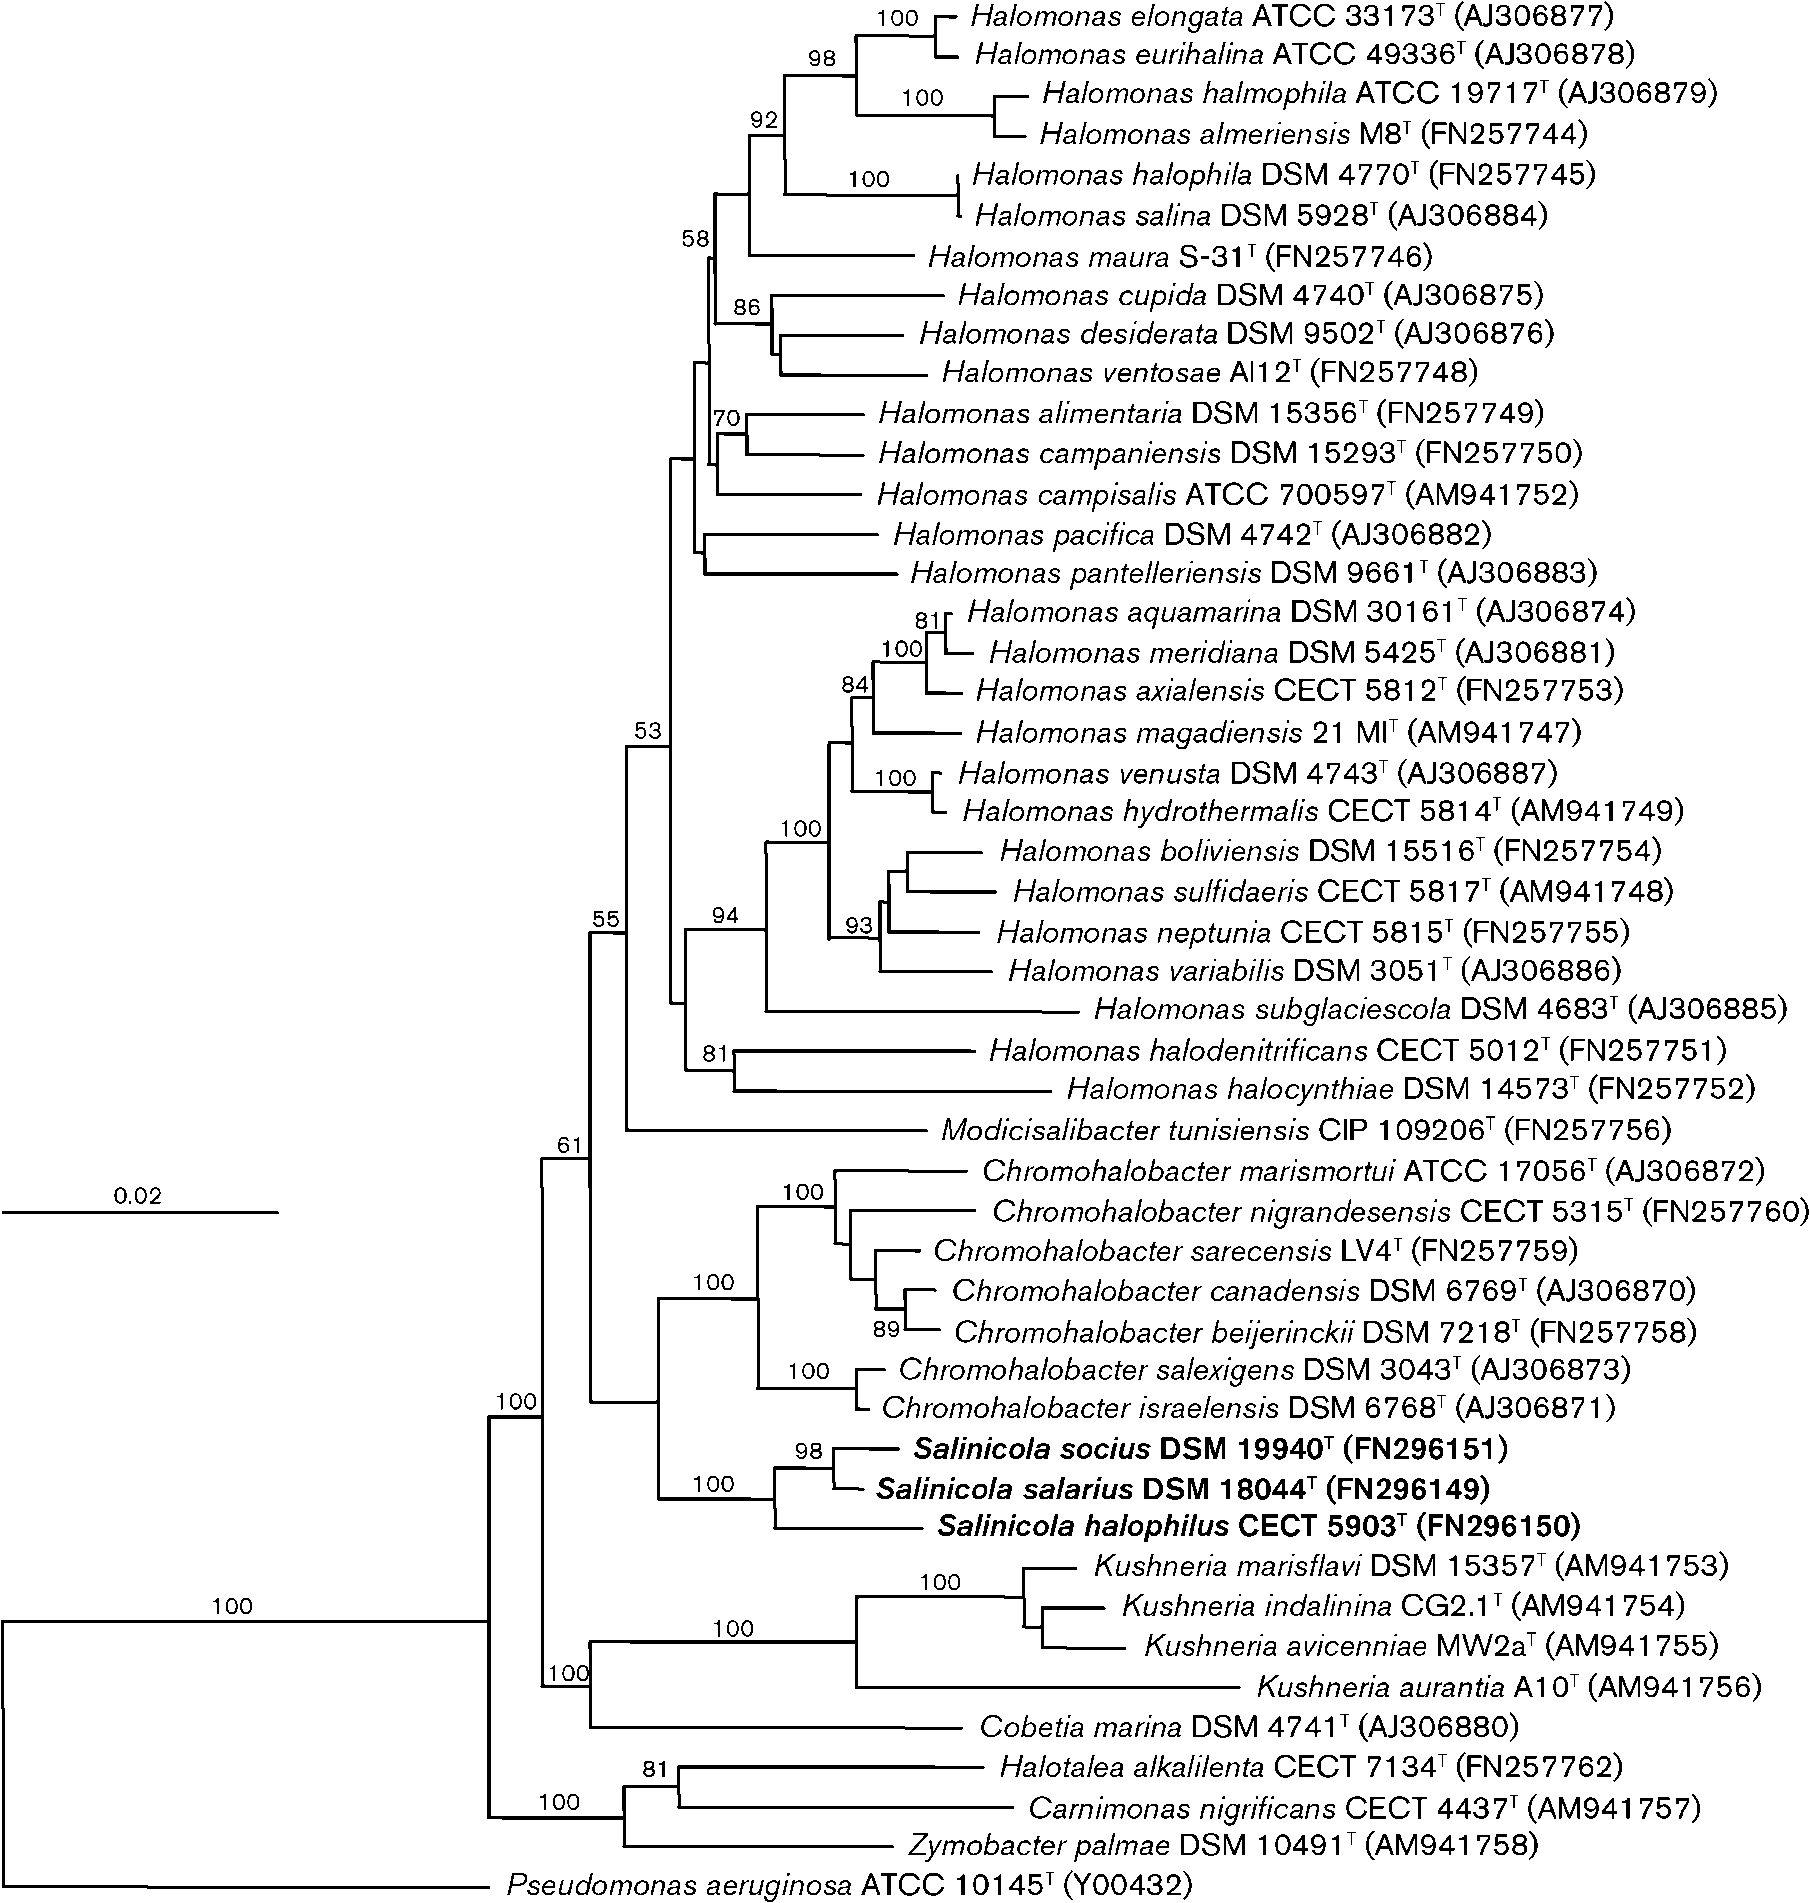 100
Halomonas elongata ATCC 33173ᵀ (AJ306877)
Halomonas eurihalina ATCC 49336ᵀ (AJ306878)
98
100
Halomonas halmophila ATCC 19717ᵀ (AJ306879)
92
Halomonas almeriensis M8ᵀ (FN257744)
100
Halomonas halophila DSM 4770ᵀ (FN257745)
Halomonas salina DSM 5928ᵀ (AJ306884)
58
Halomonas maura S-31ᵀ (FN257746)
86
Halomonas cupida DSM 4740ᵀ (AJ306875)
Halomonas desiderata DSM 9502ᵀ (AJ306876)
Halomonas ventosae Al12ᵀ (FN257748)
70
Halomonas alimentaria DSM 15356ᵀ (FN257749)
Halomonas campaniensis DSM 15293ᵀ (FN257750)
Halomonas campisalis ATCC 700597ᵀ (AM941752)
Halomonas pacifica DSM 4742ᵀ (AJ306882)
Halomonas pantelleriensis DSM 9661ᵀ (AJ306883)
81
Halomonas aquamarina DSM 30161ᵀ (AJ306874)
100
Halomonas meridiana DSM 5425ᵀ (AJ306881)
84
Halomonas axialensis CECT 5812ᵀ (FN257753)
53
Halomonas magadiensis 21 MIᵀ (AM941747)
100
Halomonas venusta DSM 4743ᵀ (AJ306887)
Halomonas hydrothermalis CECT 5814ᵀ (AM941749)
100
Halomonas boliviensis DSM 15516ᵀ (FN257754)
Halomonas sulfidaeris CECT 5817ᵀ (AM941748)
55
94
93
Halomonas neptunia CECT 5815ᵀ (FN257755)
Halomonas variabilis DSM 3051ᵀ (AJ306886)
Halomonas subglaciescola DSM 4683ᵀ (AJ306885)
81
Halomonas halodenitrificans CECT 5012ᵀ (FN257751)
Halomonas halocynthiae DSM 14573ᵀ (FN257752)
61
Modicisalibacter tunisiensis CIP 109206ᵀ (FN257756)
Chromohalobacter marismortui ATCC 17056ᵀ (AJ306872)
0.02
100
Chromohalobacter nigrandesensis CECT 5315ᵀ (FN257760)
Chromohalobacter sarecensis LV4ᵀ (FN257759)
100
Chromohalobacter canadensis DSM 6769ᵀ (AJ306870)
89
Chromohalobacter beijerinckii DSM 7218ᵀ (FN257758)
100
Chromohalobacter salexigens DSM 3043ᵀ (AJ306873)
100
Chromohalobacter israelensis DSM 6768ᵀ (AJ306871)
98
Salinicola socius DSM 19940ᵀ (FN296151)
100
Salinicola salarius DSM 18044ᵀ (FN296149)
Salinicola halophilus CECT 5903ᵀ (FN296150)
Kushneria marisflavi DSM 15357ᵀ (AM941753)
100
100
Kushneria indalinina CG2.1ᵀ (AM941754)
100
Kushneria avicenniae MW2aᵀ (AM941755)
100
Kushneria aurantia A10ᵀ (AM941756)
Cobetia marina DSM 4741ᵀ (AJ306880)
81
Halotalea alkalilenta CECT 7134ᵀ (FN257762)
100
Carnimonas nigrificans CECT 4437ᵀ (AM941757)
Zymobacter palmae DSM 10491ᵀ (AM941758)
Pseudomonas aeruginosa ATCC 10145ᵀ (Y00432)